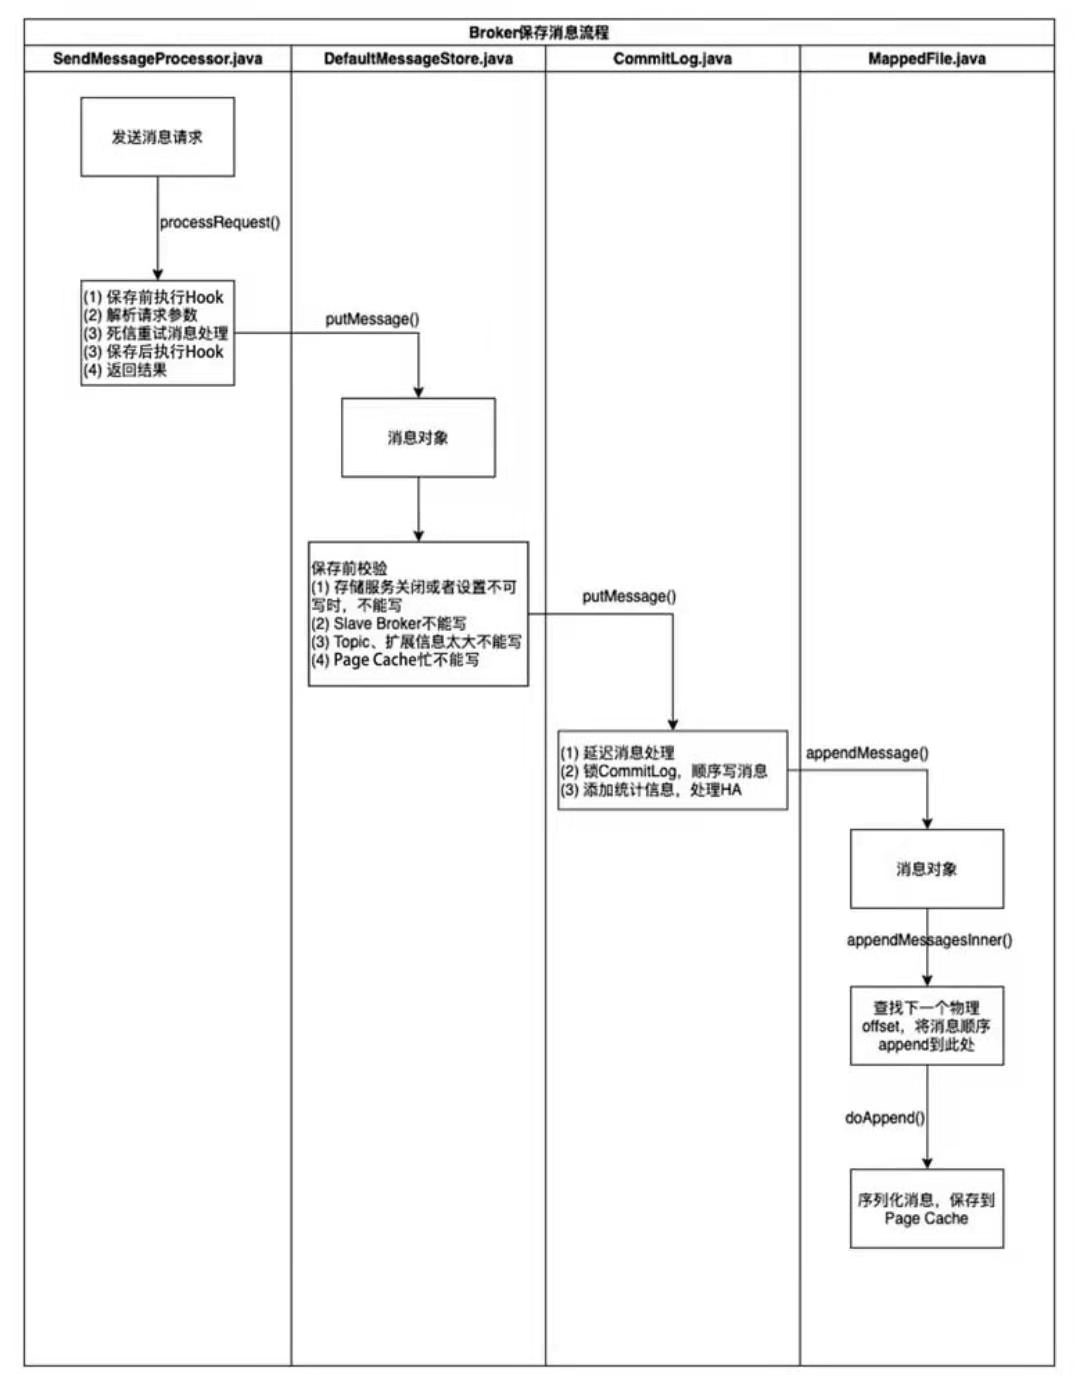 Broker保存消息流程
SendMessageProcessor.java
DefaultMessageStore.java
CommitLog.java
MappedFile.java
发送消息请求
processRequest()
(1) 保存前执行Hook
(2) 解析请求参数
(3) 死信重试消息处理
(3) 保存后执行Hook
(4) 返回结果
putMessage()
消息对象
保存前校验
(1) 存储服务关闭或者设置不可
写时，不能写
(2) Slave Broker不能写
(3) Topic、扩展信息太大不能写
(4) Page Cache忙不能写
putMessage()
(1) 延迟消息处理
(2) 锁CommitLog，顺序写消息
(3) 添加统计信息，处理HA
appendMessage()
消息对象
appendMessagesInner()
查找下一个物理
offset，将消息顺序
append到此处
doAppend()
序列化消息，保存到
Page Cache